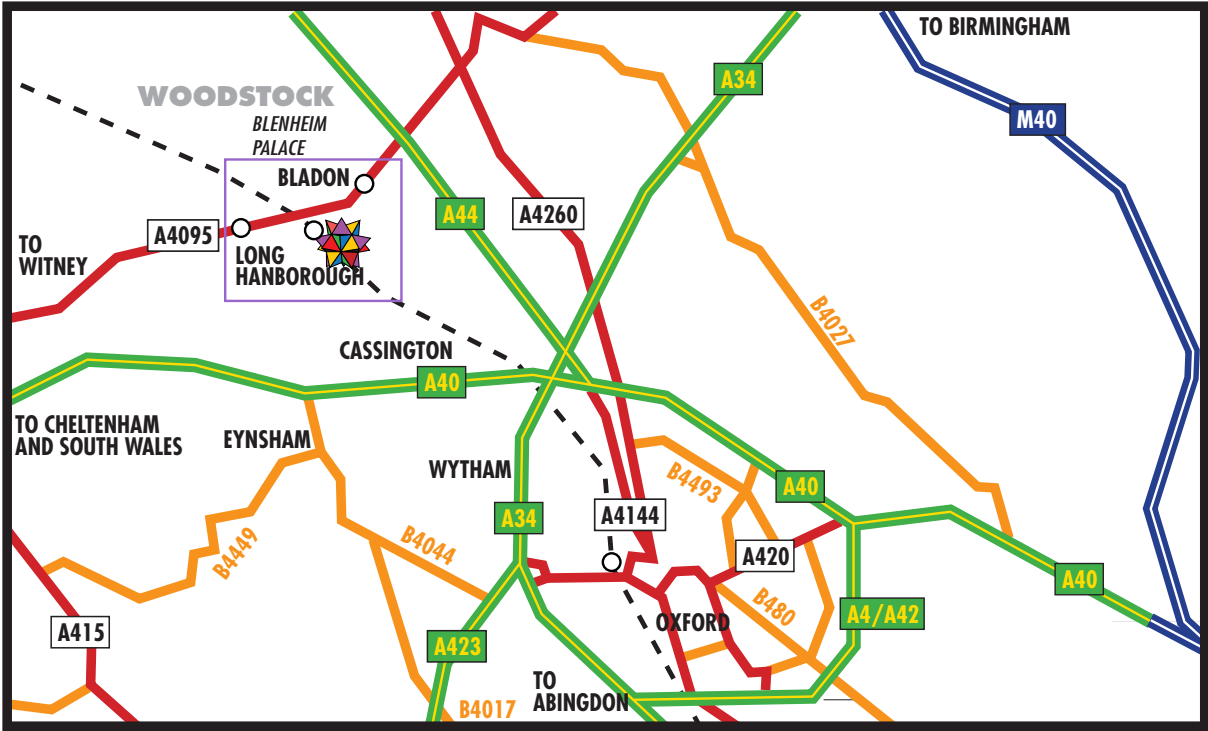 TO BIRMINGHAM
A34
WOODSTOCK
BLENHEIM
PALACE
M40
BLADON
A44
A4260
A4095
TO
WITNEY
LONG
HANBOROUGH
B4027
CASSINGTON
A40
TO CHELTENHAM
AND SOUTH WALES
EYNSHAM
WYTHAM
B4493
A40
A34
A4144
B4449
B4044
A420
A40
B480
A4/A42
OXFORD
A415
A423
TO
ABINGDON
B4017